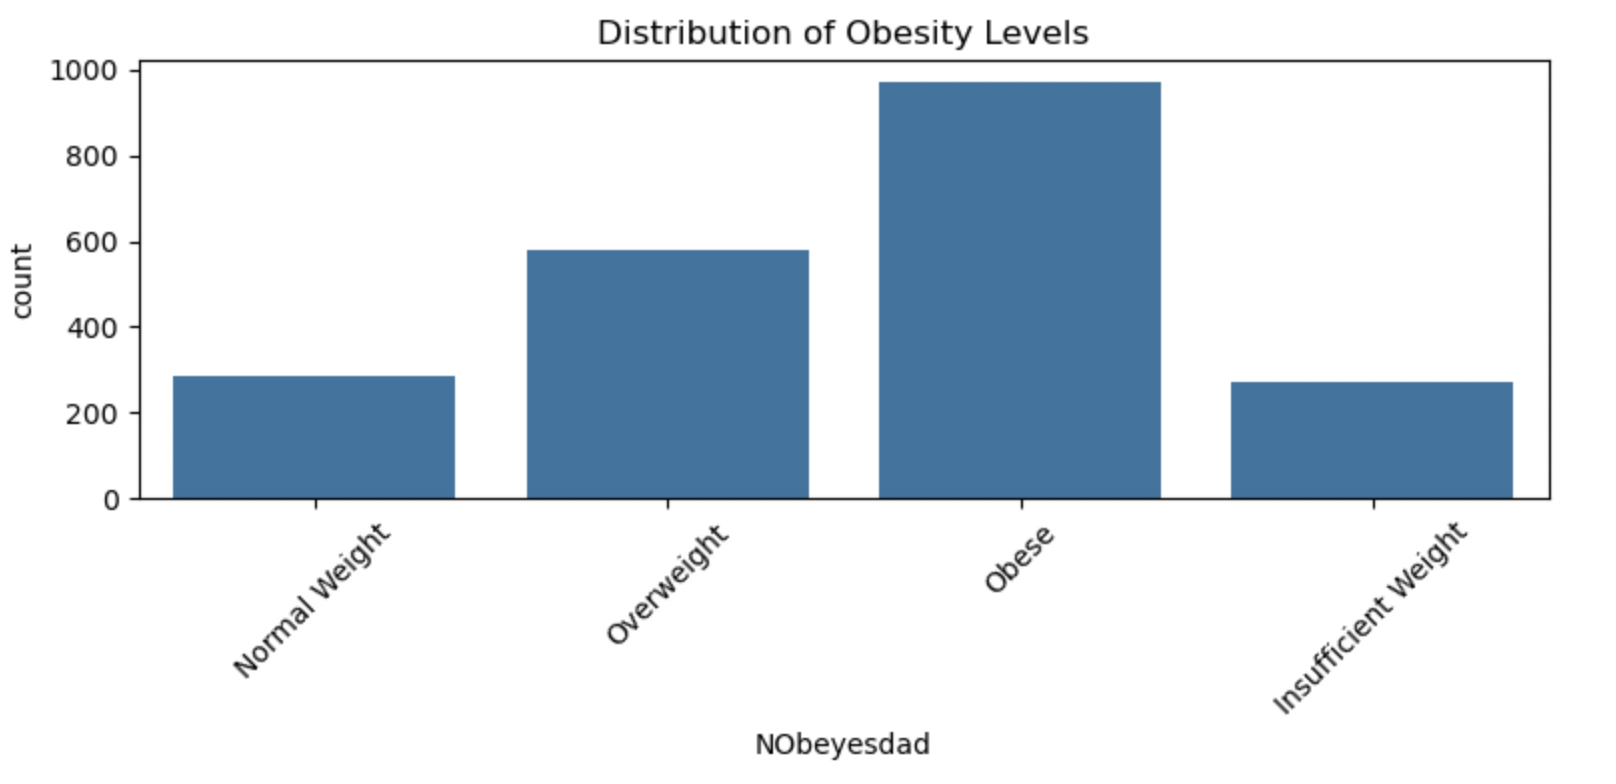 Distribution of Obesity Levels
1000
800
600
400
200
0
count
Normal Weight
Overweight
Obese
Insufficient Weight
NObeyesdad